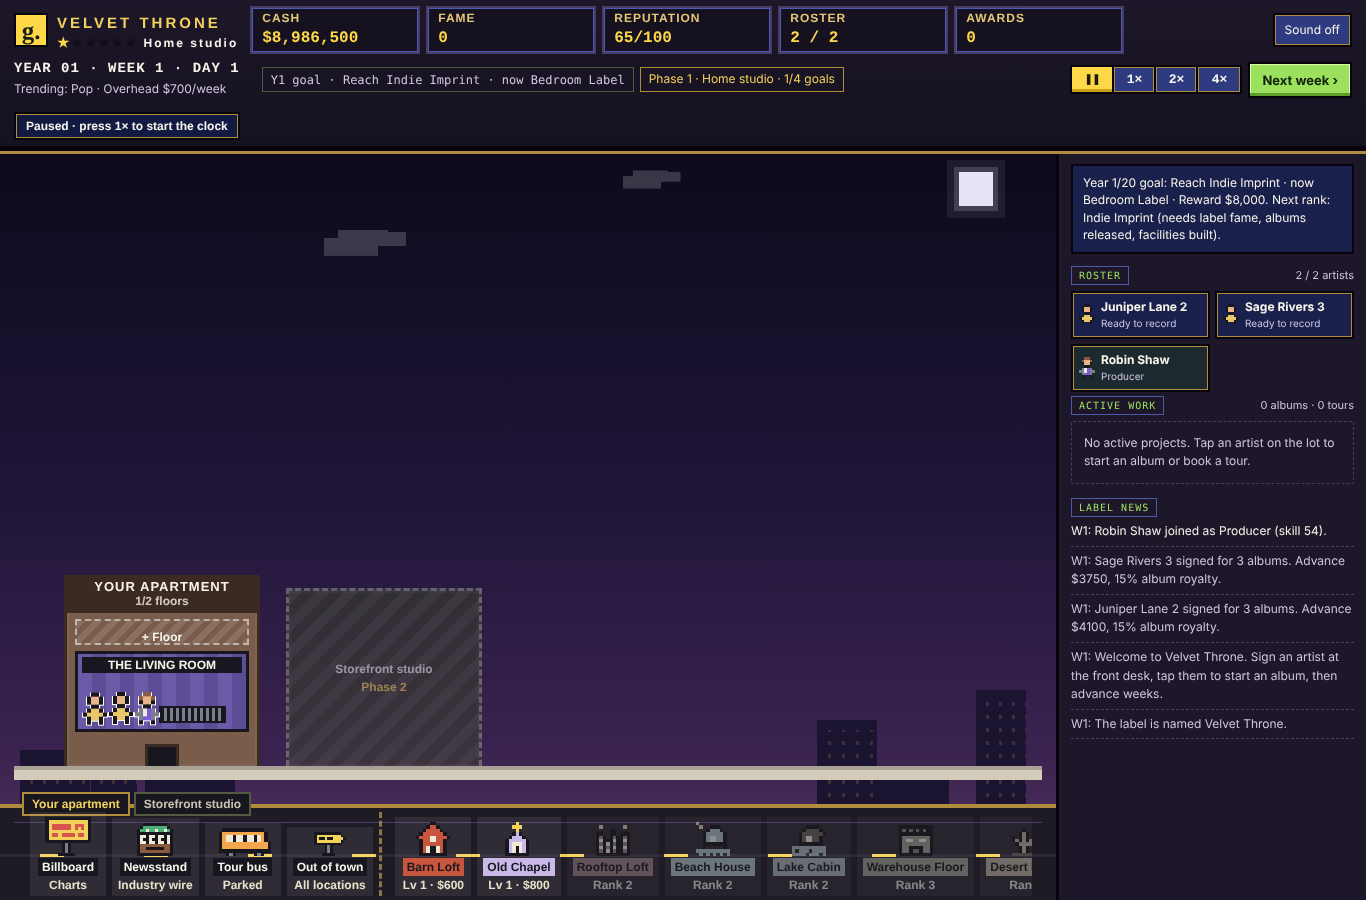 g.
VELVET THRONE
Home studio
CASH
$8,986,500
FAME
0
REPUTATION
65/100
ROSTER
2 / 2
AWARDS
0
Sound off
YEAR 01 · WEEK 1 · DAY 1
Trending: Pop · Overhead $700/week
Y1 goal · Reach Indie Imprint · now Bedroom Label
Phase 1 · Home studio · 1/4 goals
1×
2×
4×
Next week ›
Paused · press 1× to start the clock
Year 1/20 goal: Reach Indie Imprint · now
Bedroom Label · Reward $8,000. Next rank:
Indie Imprint (needs label fame, albums
released, facilities built).
ROSTER
2 / 2 artists
Juniper Lane 2
Ready to record
Sage Rivers 3
Ready to record
Robin Shaw
Producer
ACTIVE WORK
0 albums · 0 tours
No active projects. Tap an artist on the lot to
start an album or book a tour.
LABEL NEWS
W1: Robin Shaw joined as Producer (skill 54).
W1: Sage Rivers 3 signed for 3 albums. Advance
$3750, 15% album royalty.
W1: Juniper Lane 2 signed for 3 albums. Advance
$4100, 15% album royalty.
W1: Welcome to Velvet Throne. Sign an artist at
the front desk, tap them to start an album, then
advance weeks.
W1: The label is named Velvet Throne.
YOUR APARTMENT
1/2 floors
+ Floor
THE LIVING ROOM
Storefront studio
Phase 2
Your apartment
Storefront studio
Billboard
Charts
Newsstand
Industry wire
Tour bus
Parked
Out of town
All locations
Barn Loft
Lv 1 · $600
Old Chapel
Lv 1 · $800
Rooftop Loft
Rank 2
Beach House
Rank 2
Lake Cabin
Rank 2
Warehouse Floor
Rank 3
Desert
Ran